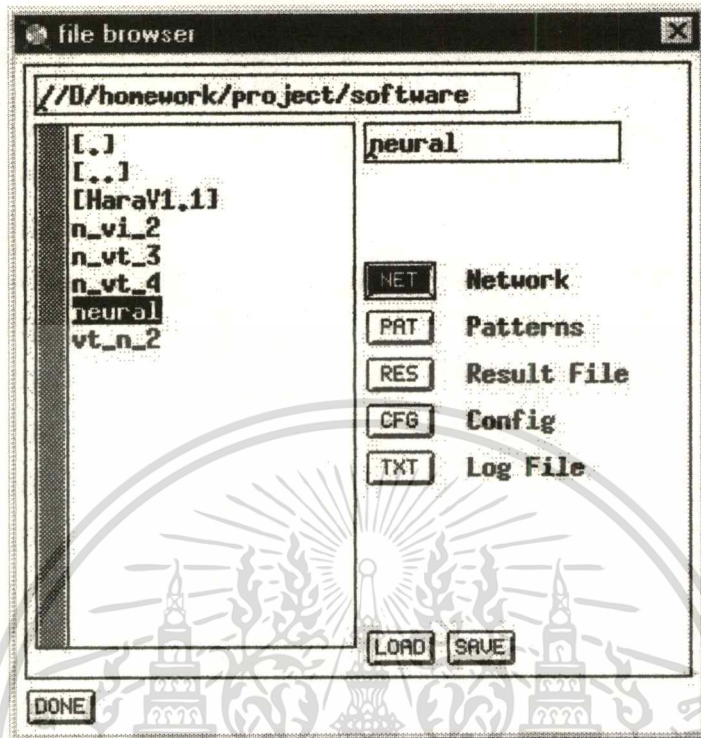 file browser
//D/homework/project/software
[.]
[..]
[HaraV1.1]
n_vi_2
n_vt_3
n_vt_4
neural
vt_n_2
neural
NET Network
PAT Patterns
RES Result File
CFG Config
TXT Log File
LOAD SAVE
DONE